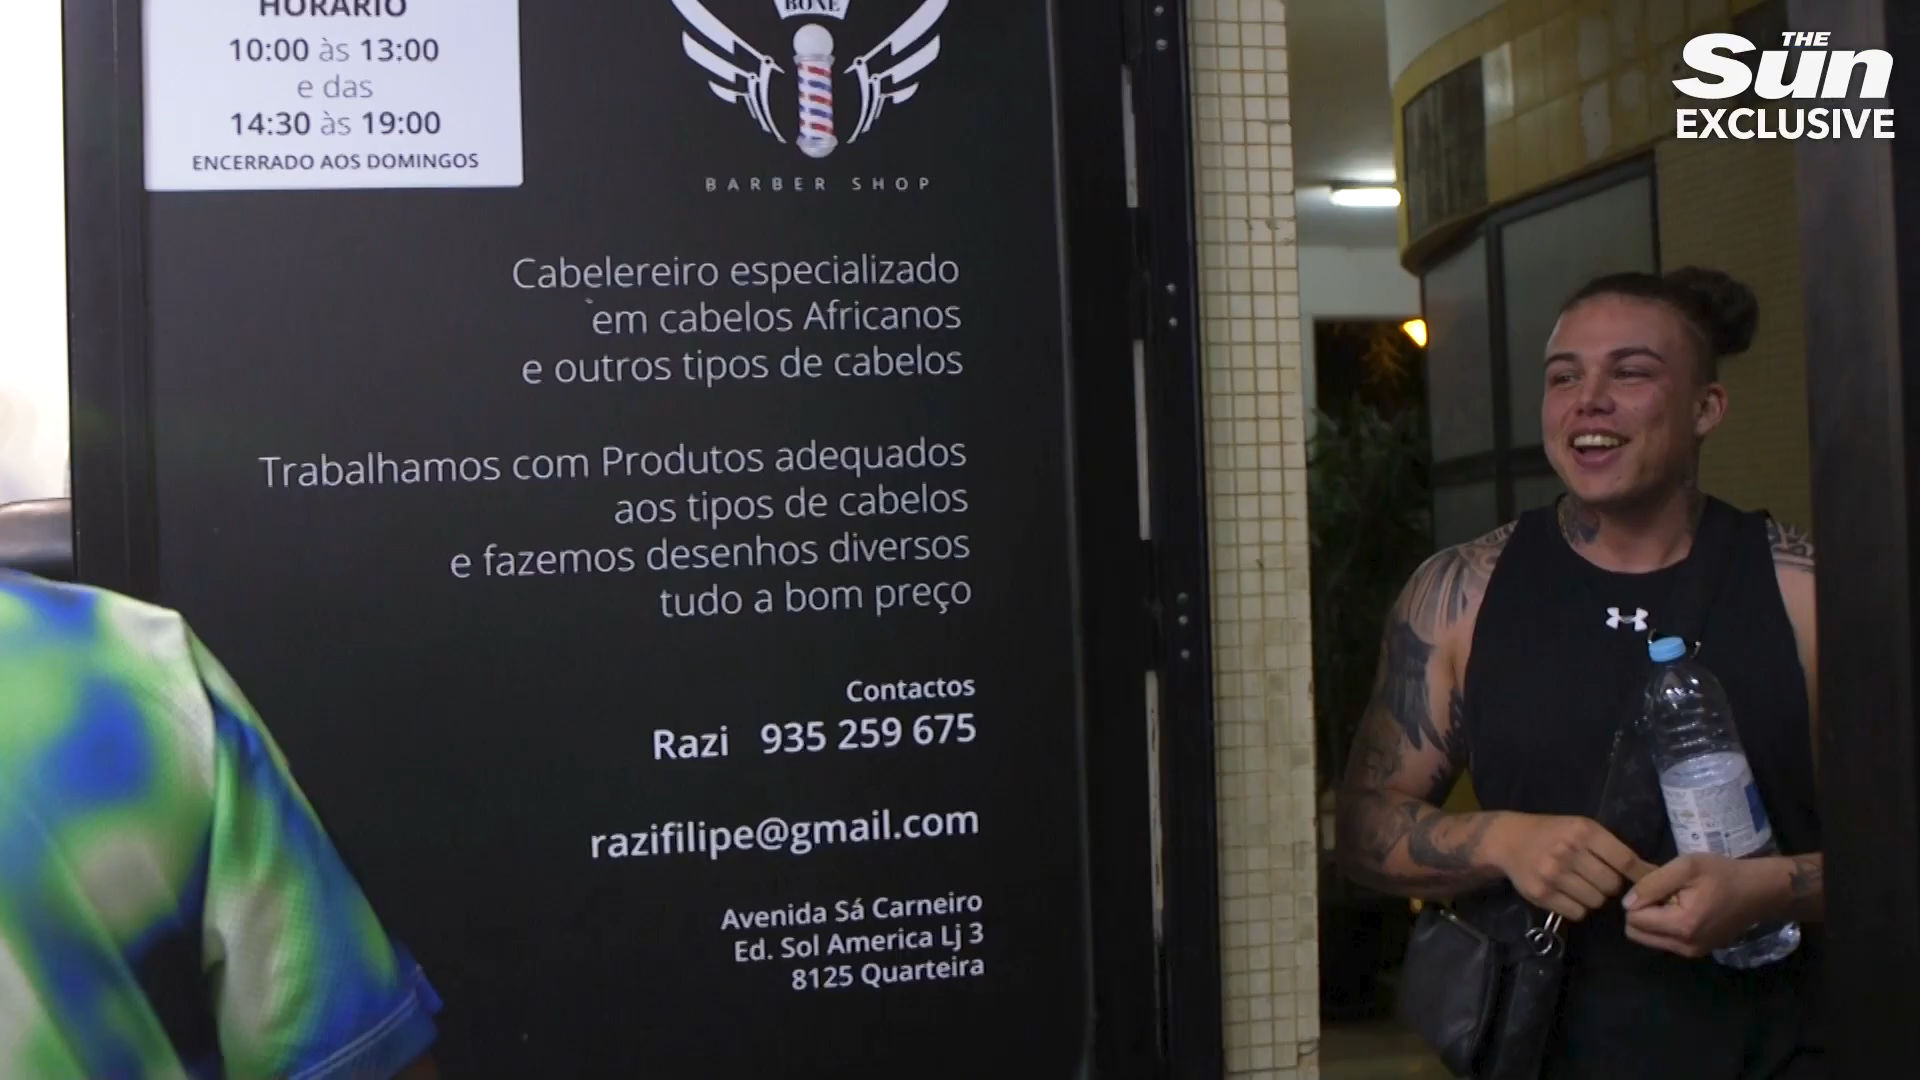 HORÁRIO
10:00 às 13:00
e das
14:30 às 19:00
ENCERRADO AOS DOMINGOS
BONÉ
BARBER SHOP
Cabelereiro especializado
em cabelos Africanos
e outros tipos de cabelos
Trabalhamos com Produtos adequados
aos tipos de cabelos
e fazemos desenhos diversos
tudo a bom preço
Contactos
Razi 935 259 675
razifilipe@gmail.com
Avenida Sá Carneiro
Ed. Sol America Lj 3
8125 Quarteira
THE
Sun
EXCLUSIVE